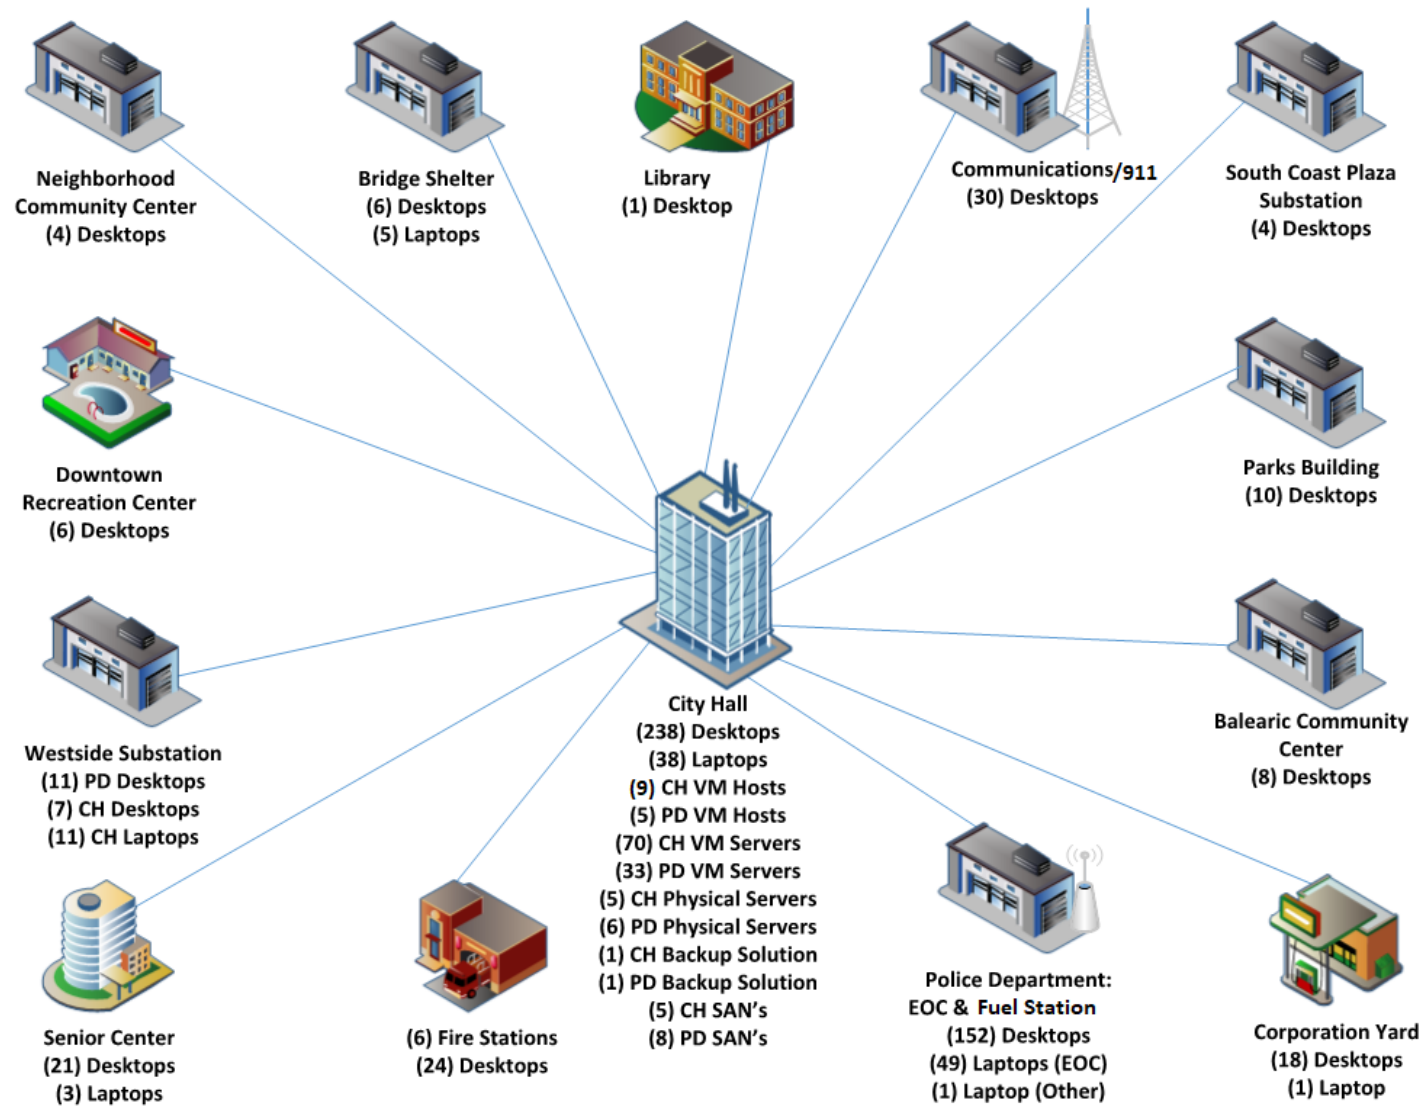 Neighborhood
Community Center
(4) Desktops
Bridge Shelter
(6) Desktops
(5) Laptops
Library
(1) Desktop
Communications/911
(30) Desktops
South Coast Plaza
Substation
(4) Desktops
Downtown
Recreation Center
(6) Desktops
Parks Building
(10) Desktops
Westside Substation
(11) PD Desktops
(7) CH Desktops
(11) CH Laptops
City Hall
(238) Desktops
(38) Laptops
(9) CH VM Hosts
(5) PD VM Hosts
(70) CH VM Servers
(33) PD VM Servers
(5) CH Physical Servers
(6) PD Physical Servers
(1) CH Backup Solution
(1) PD Backup Solution
(5) CH SAN's
(8) PD SAN's
Balearic Community
Center
(8) Desktops
Senior Center
(21) Desktops
(3) Laptops
(6) Fire Stations
(24) Desktops
Police Department:
EOC & Fuel Station
(152) Desktops
(49) Laptops (EOC)
(1) Laptop (Other)
Corporation Yard
(18) Desktops
(1) Laptop